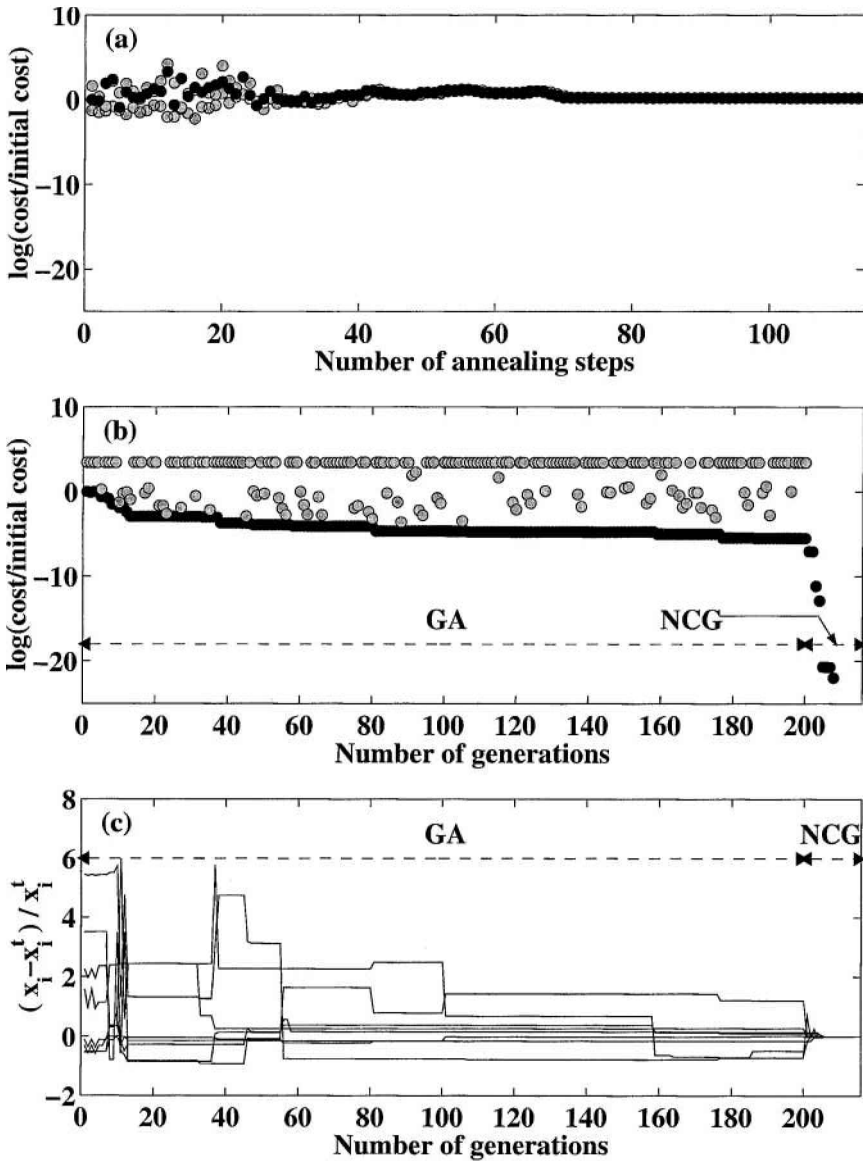 10
(a)
0
−10
−20
log(cost/initial cost)
0 20 40 60 80 100
Number of annealing steps
10
(b)
0
−10
−20
log(cost/initial cost)
GA NCG
0 20 40 60 80 100 120 140 160 180 200
Number of generations
8
(c)
GA NCG
6
4
2
0
−2
(x_i−x_i^t) / x_i^t
0 20 40 60 80 100 120 140 160 180 200
Number of generations